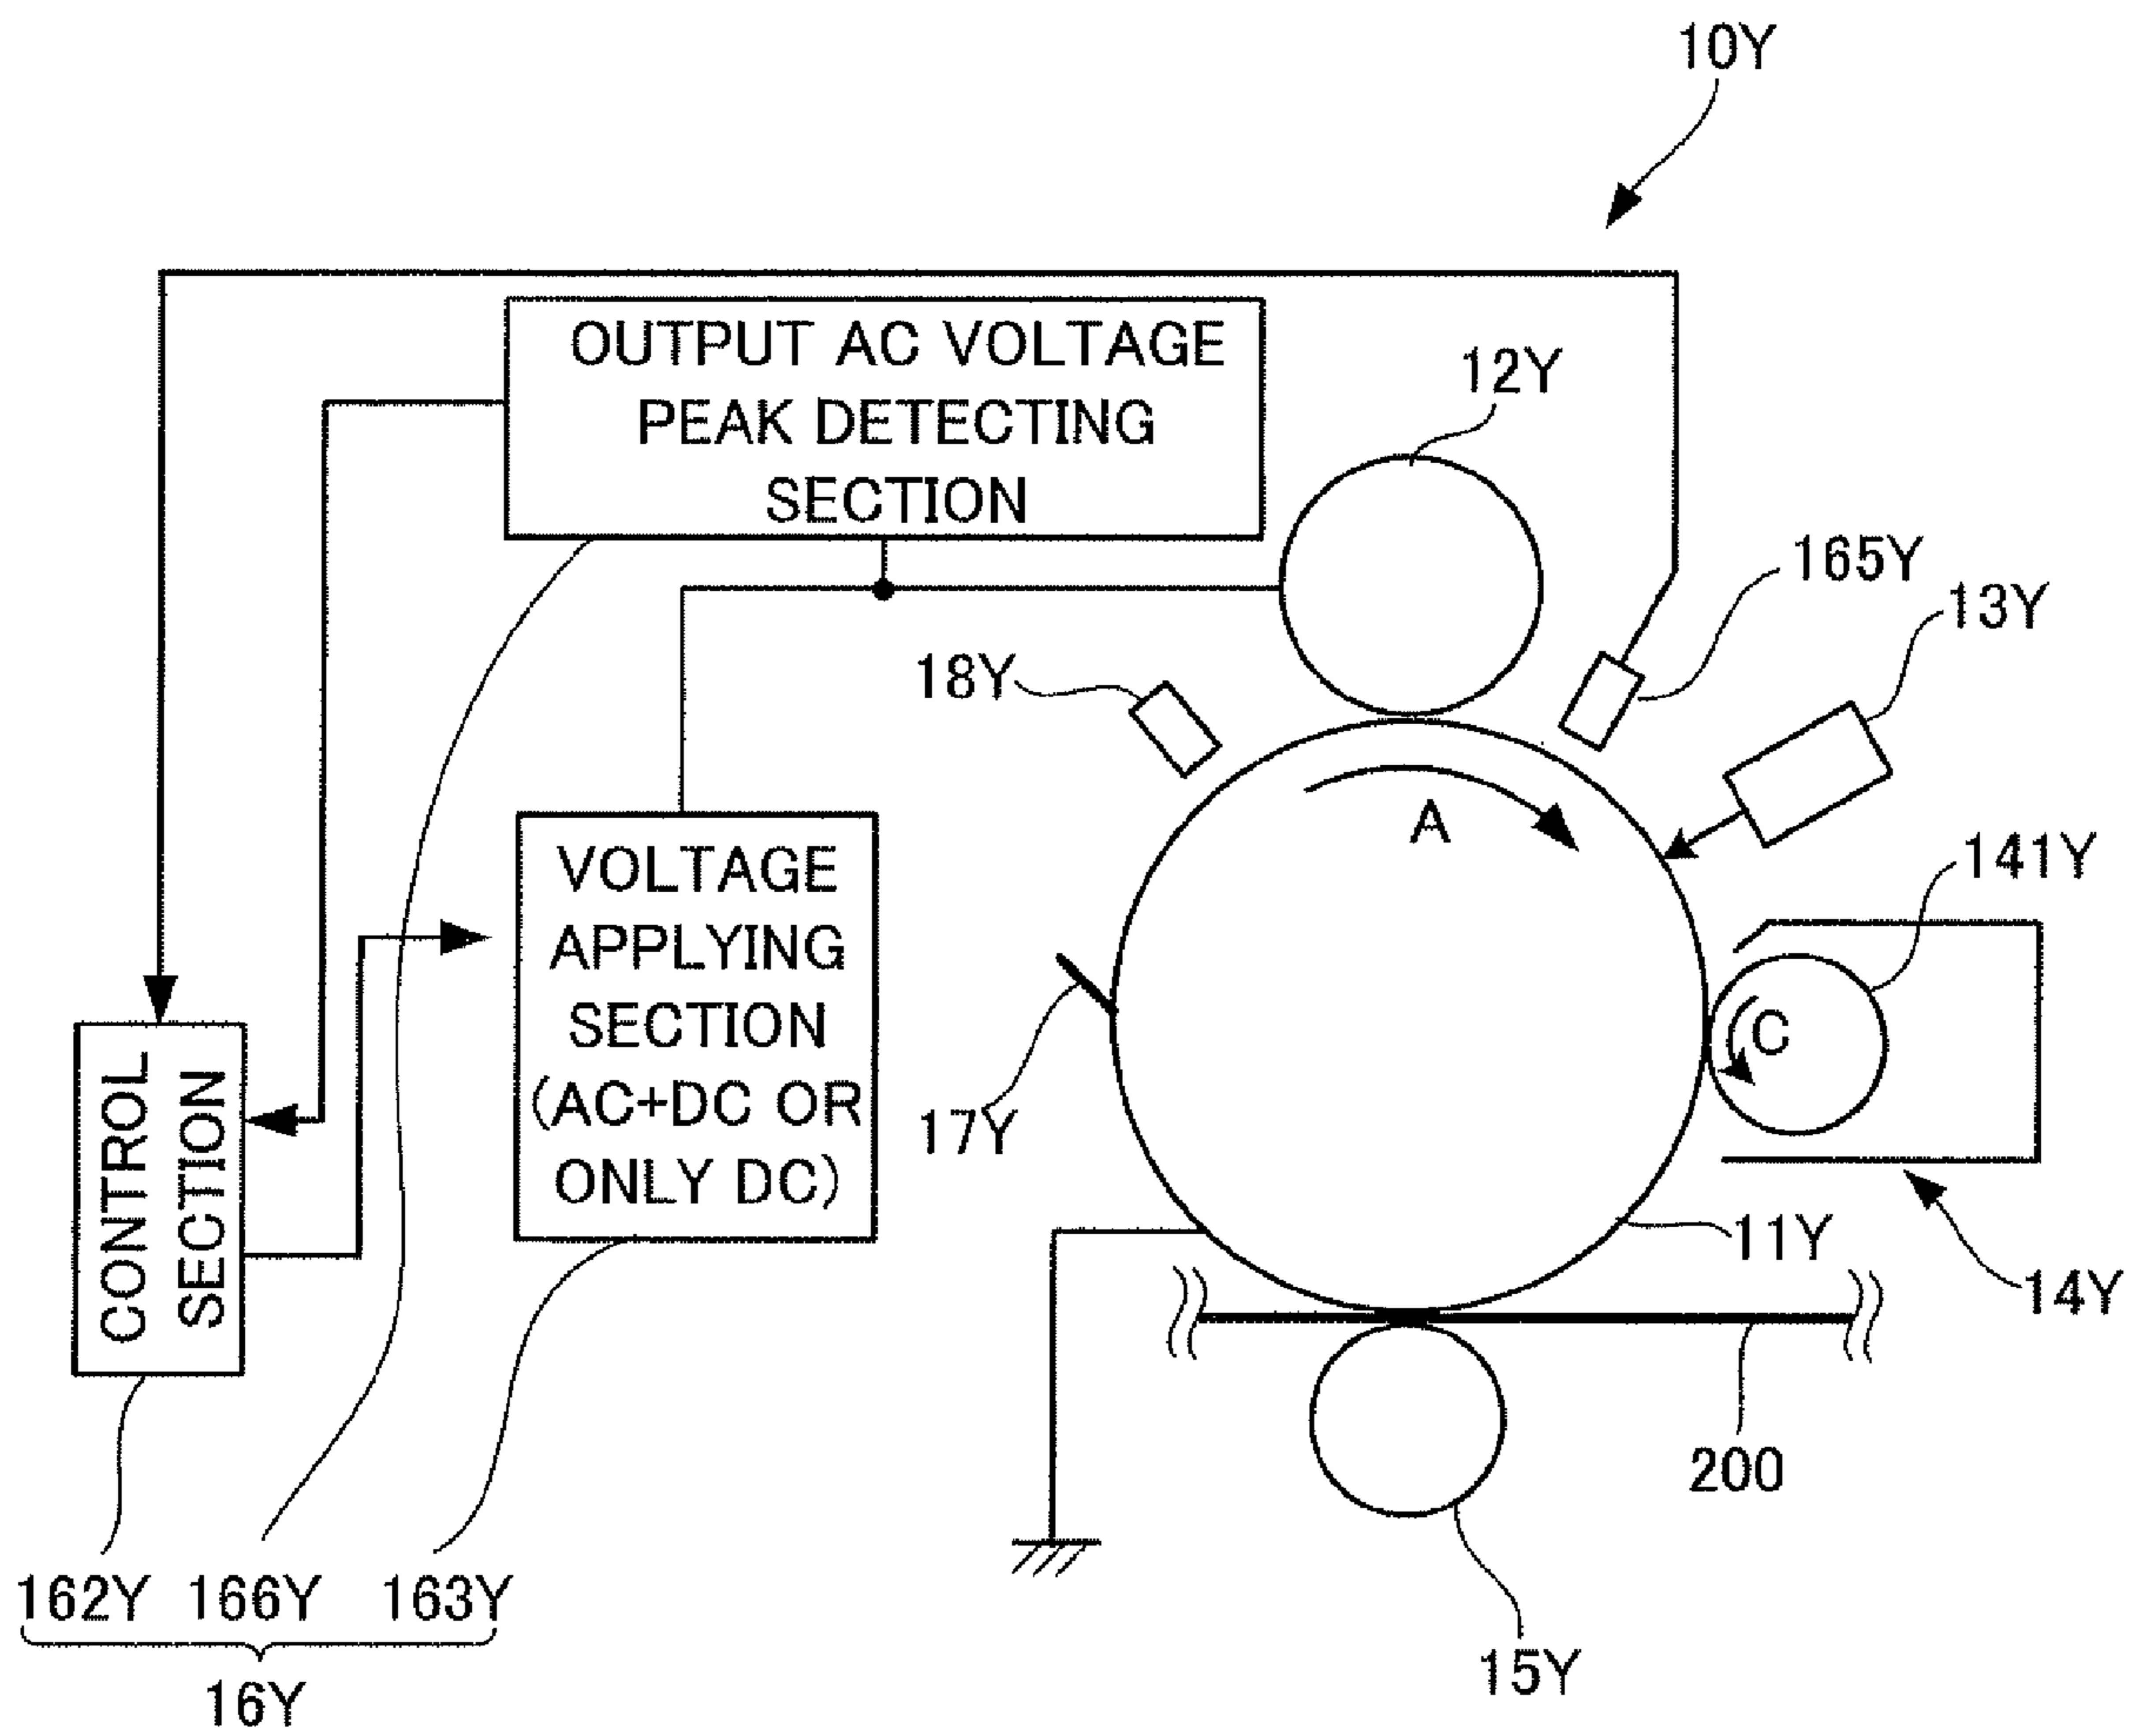 10Y
OUTPUT AC VOLTAGE
PEAK DETECTING
SECTION
12Y
165Y
13Y
18Y
A
VOLTAGE
APPLYING
SECTION
(AC+DC OR
ONLY DC)
141Y
C
17Y
CONTROL
SECTION
11Y
14Y
200
15Y
162Y 166Y 163Y
16Y